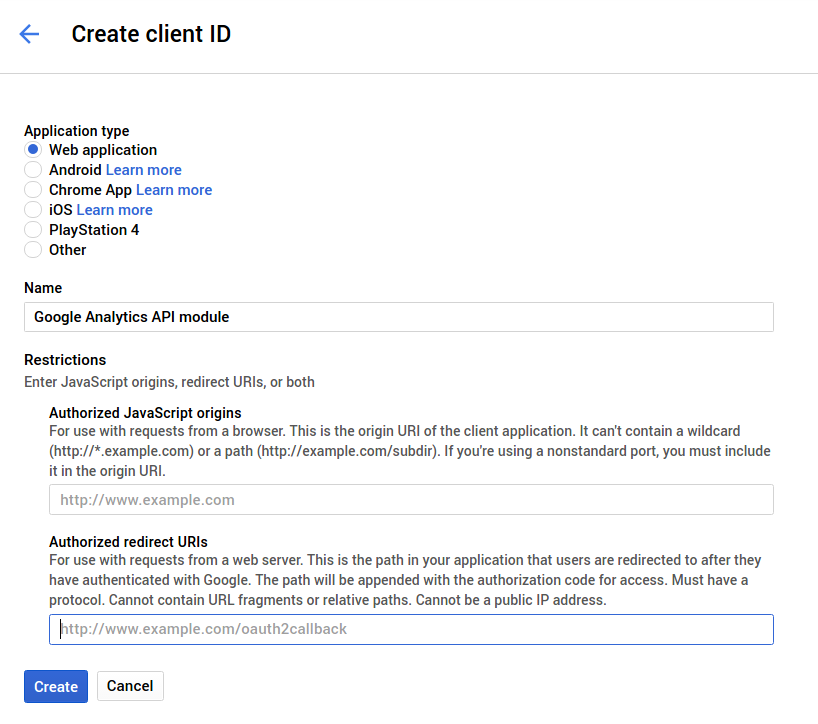 Create client ID
Application type
Web application
Android Learn more
Chrome App Learn more
iOS Learn more
PlayStation 4
Other
Name
Google Analytics API module
Restrictions
Enter JavaScript origins, redirect URIs, or both
Authorized JavaScript origins
For use with requests from a browser. This is the origin URI of the client application. It can't contain a wildcard
(http://*.example.com) or a path (http://example.com/subdir). If you're using a nonstandard port, you must include
it in the origin URI.
http://www.example.com
Authorized redirect URIs
For use with requests from a web server. This is the path in your application that users are redirected to after they
have authenticated with Google. The path will be appended with the authorization code for access. Must have a
protocol. Cannot contain URL fragments or relative paths. Cannot be a public IP address.
http://www.example.com/oauth2callback
Create Cancel